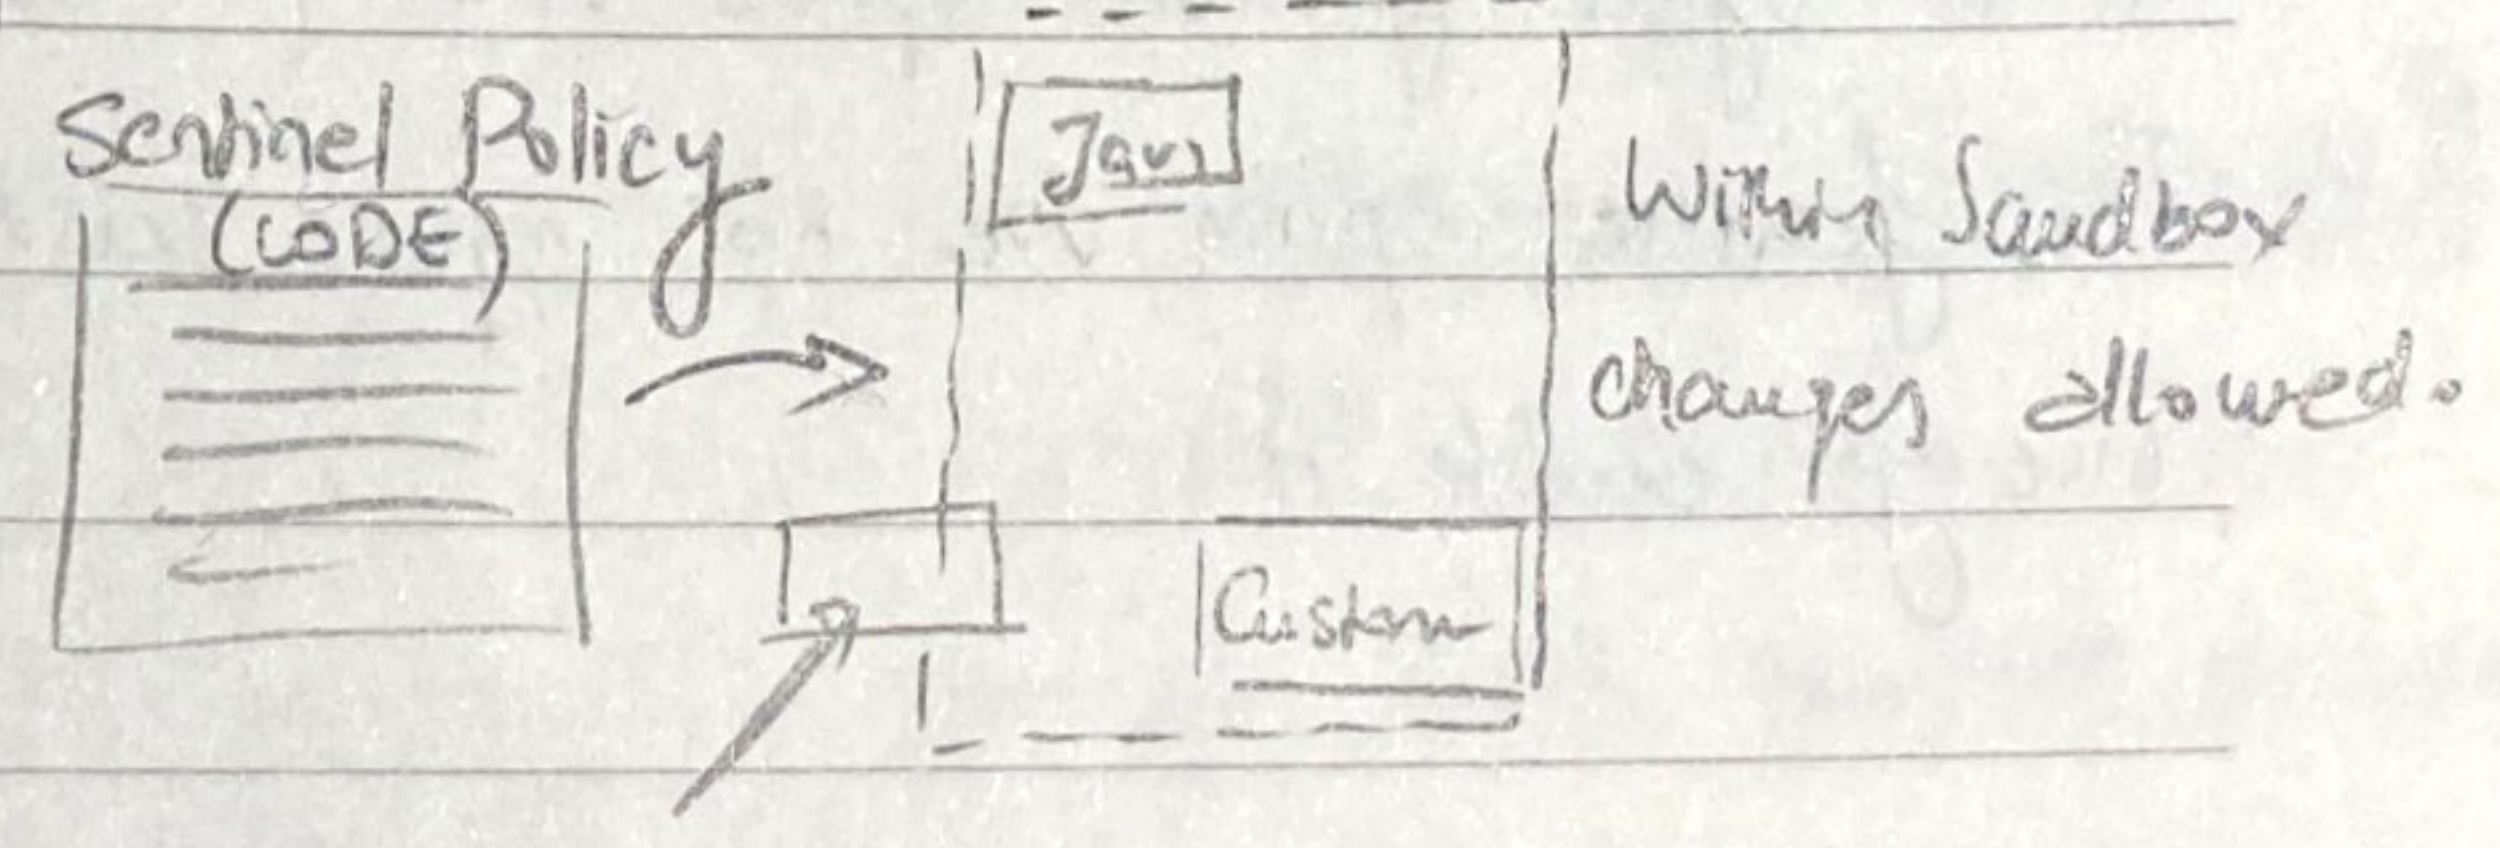 Sentinel Policy
(CODE)
Java
Within Sandbox
changes allowed.
Custom